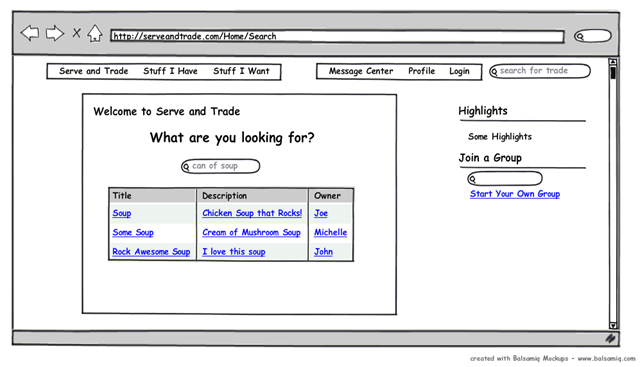 http://serveandtrade.com/Home/Search
Serve and Trade Stuff I Have Stuff I Want Message Center Profile Login search for trade
Welcome to Serve and Trade
What are you looking for?
can of soup
Title Description Owner
Soup Chicken Soup that Rocks! Joe
Some Soup Cream of Mushroom Soup Michelle
Rock Awesome Soup I love this soup John
Highlights
Some Highlights
Join a Group
Start Your Own Group
created with Balsamiq Mockups - www.balsamiq.com